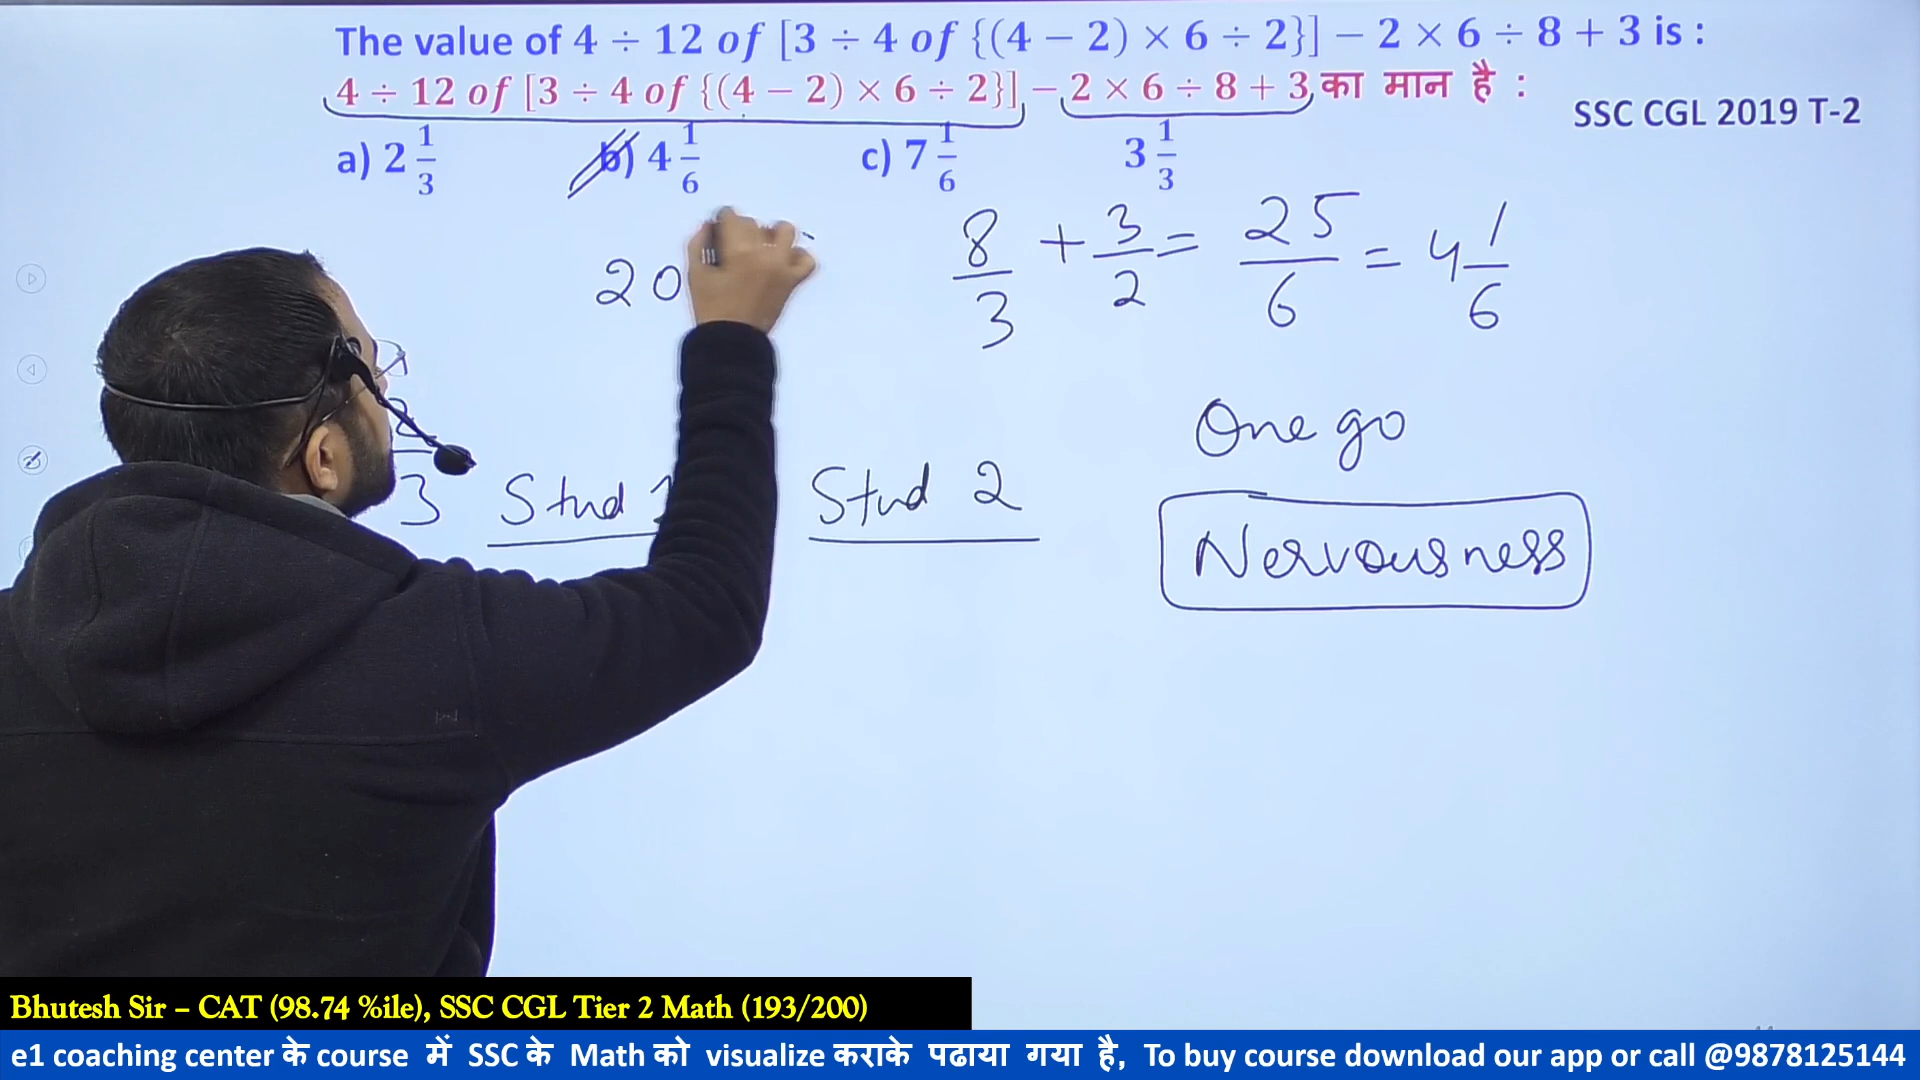 The value of 4 ÷ 12 of [3 ÷ 4 of {(4 − 2) × 6 ÷ 2}] − 2 × 6 ÷ 8 + 3 is :
4 ÷ 12 of [3 ÷ 4 of {(4 − 2) × 6 ÷ 2}] − 2 × 6 ÷ 8 + 3 का मान है :
SSC CGL 2019 T-2
a) 2 1/3 b) 4 1/6 c) 7 1/6 3 1/3
20
8/3 + 3/2 = 25/6 = 4 1/6
One go
3 Stud Stud 2
Nervousness
Bhutesh Sir – CAT (98.74 %ile), SSC CGL Tier 2 Math (193/200)
e1 coaching center के course में SSC के Math को visualize कराके पढाया गया है, To buy course download our app or call @9878125144